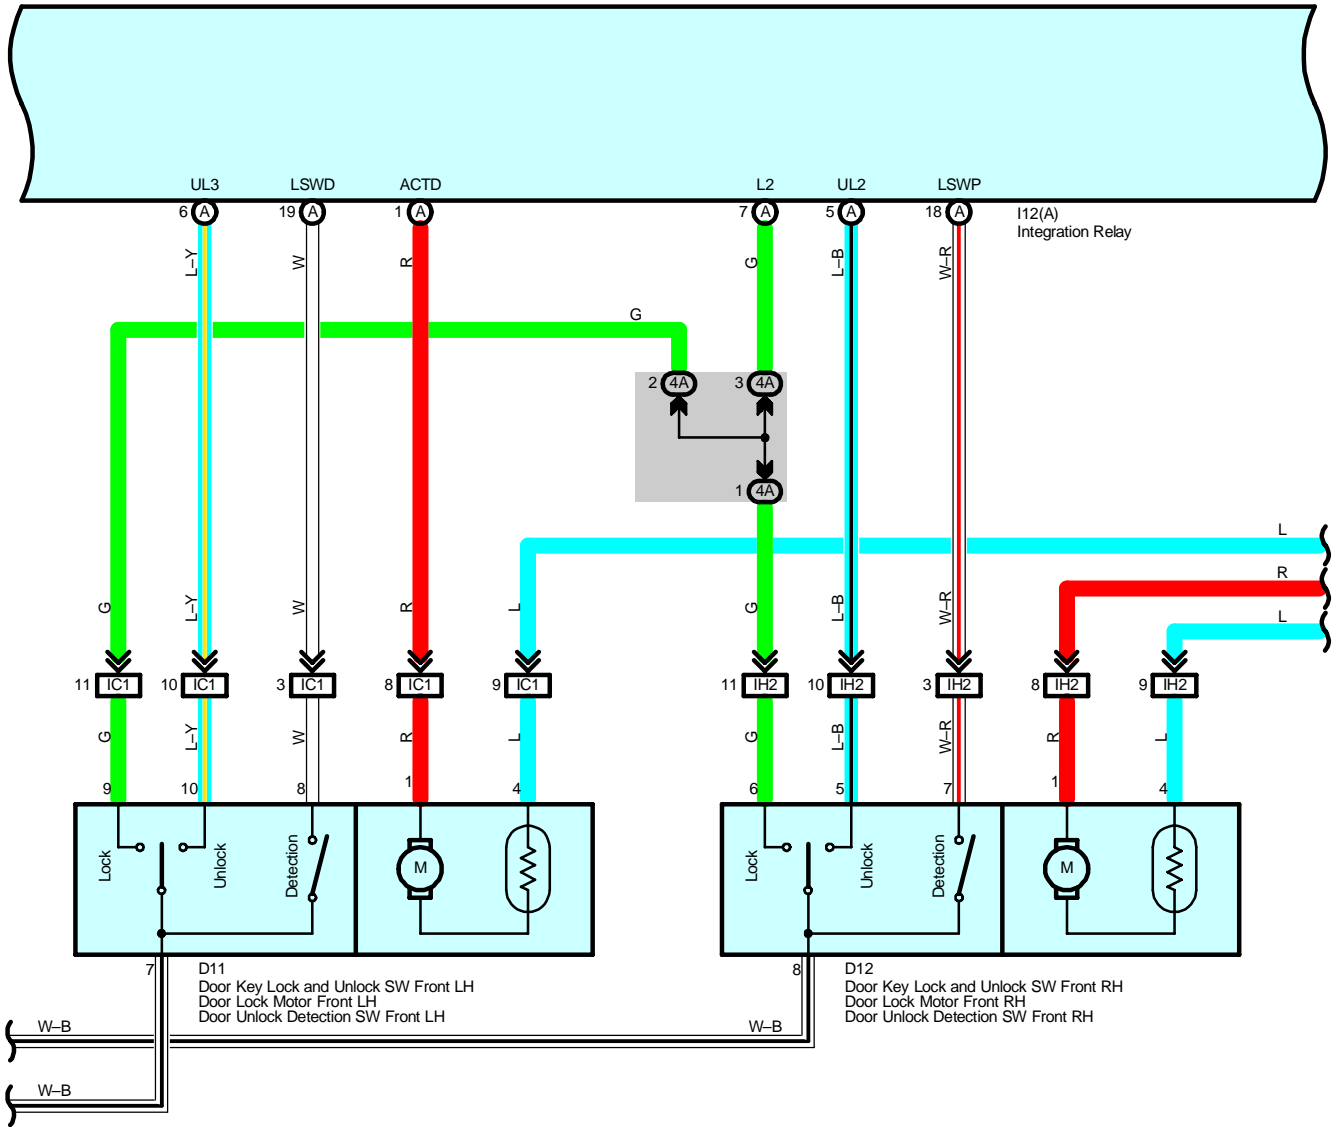 UL3 LSWD ACTD L2 UL2 LSWP
6 A 19 A 1 A 7 A 5 A 18 A
I12(A)
Integration Relay
L–Y W R G L–B W–R
G
2 4A 3 4A
1 4A
L
R
L
G L–Y W R L G L–B W–R
11 IC1 10 IC1 3 IC1 8 IC1 9 IC1 11 IH2 10 IH2 3 IH2 8 IH2 9 IH2
G L–Y W R L G L–B W–R R L
9 10 8 1 4 6 5 7 1 4
Lock Unlock Detection M Lock Unlock Detection M
7 D11
Door Key Lock and Unlock SW Front LH
Door Lock Motor Front LH
Door Unlock Detection SW Front LH
8 D12
Door Key Lock and Unlock SW Front RH
Door Lock Motor Front RH
Door Unlock Detection SW Front RH
W–B W–B
W–B